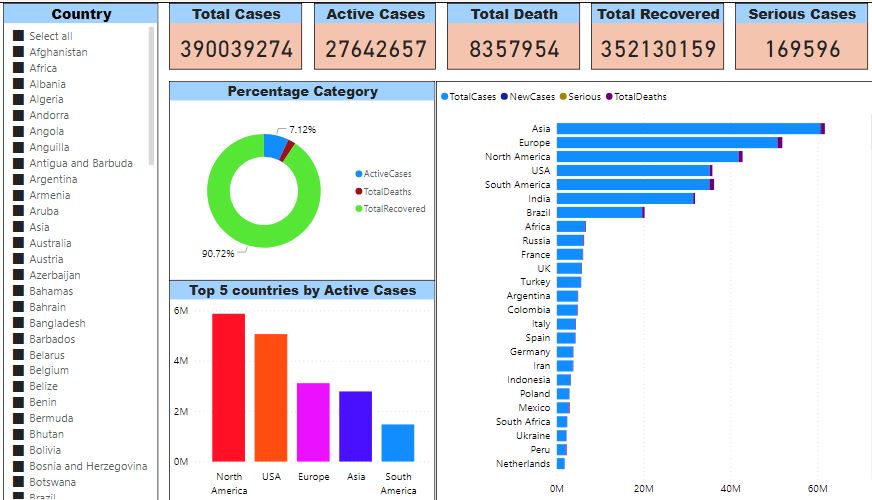 Country
Select all
Afghanistan
Africa
Albania
Algeria
Andorra
Angola
Anguilla
Antigua and Barbuda
Argentina
Armenia
Aruba
Asia
Australia
Austria
Azerbaijan
Bahamas
Bahrain
Bangladesh
Barbados
Belarus
Belgium
Belize
Benin
Bermuda
Bhutan
Bolivia
Bosnia and Herzegovina
Botswana
Brazil
Total Cases
390039274
Active Cases
27642657
Total Death
8357954
Total Recovered
352130159
Serious Cases
169596
Percentage Category
7.12%
90.72%
ActiveCases
TotalDeaths
TotalRecovered
Top 5 countries by Active Cases
6M
4M
2M
0M
North America
USA
Europe
Asia
South America
TotalCases NewCases Serious TotalDeaths
Asia
Europe
North America
USA
South America
India
Brazil
Africa
Russia
France
UK
Turkey
Argentina
Colombia
Italy
Spain
Germany
Iran
Indonesia
Poland
Mexico
South Africa
Ukraine
Peru
Netherlands
0M 20M 40M 60M